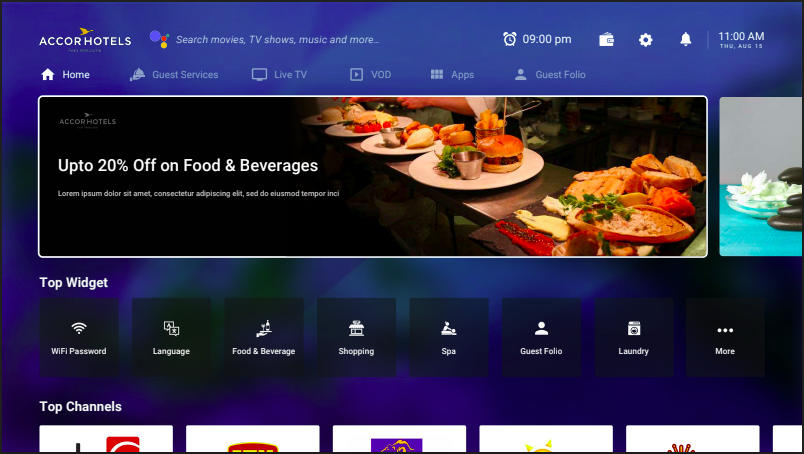 ACCOR HOTELS
Search movies, TV shows, music and more...
09:00 pm
11:00 AM
THU, AUG 15
Home
Guest Services
Live TV
VOD
Apps
Guest Folio
ACCOR HOTELS
Upto 20% Off on Food & Beverages
Lorem ipsum dolor sit amet, consectetur adipiscing elit, sed do eiusmod tempor inci
Top Widget
WiFi Password
Language
Food & Beverage
Shopping
Spa
Guest Folio
Laundry
More
Top Channels